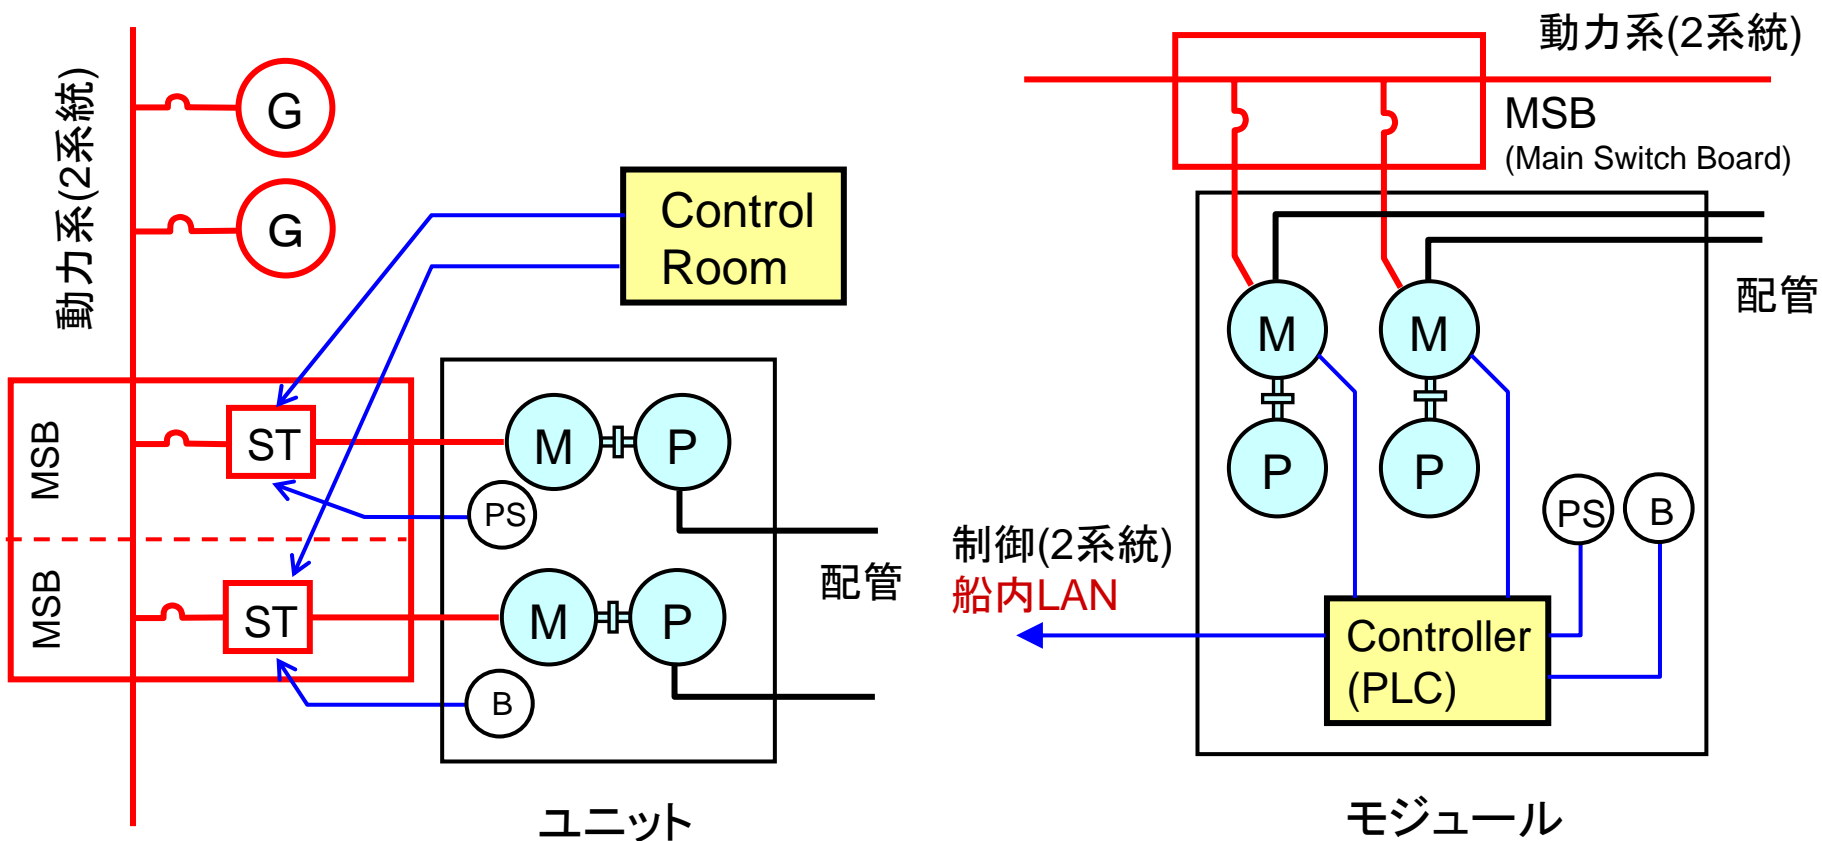 動力系(2系統)
G
G
Control
Room
MSB
ST
M
P
PS
配管
MSB
ST
M
P
B
ユニット
動力系(2系統)
MSB
(Main Switch Board)
配管
M
M
P
P
PS
B
制御(2系統)
船内LAN
Controller
(PLC)
モジュール